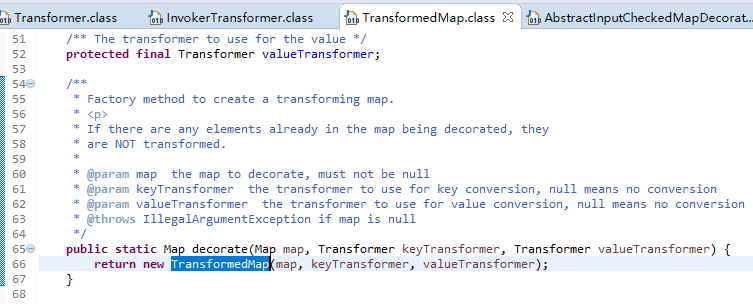 Transformer.class InvokerTransformer.class TransformedMap.class AbstractInputCheckedMapDecorat...
51 /** The transformer to use for the value */
52 protected final Transformer valueTransformer;
53
54 /**
55 * Factory method to create a transforming map.
56 * <p>
57 * If there are any elements already in the map being decorated, they
58 * are NOT transformed.
59 *
60 * @param map  the map to decorate, must not be null
61 * @param keyTransformer  the transformer to use for key conversion, null means no conversion
62 * @param valueTransformer  the transformer to use for value conversion, null means no conversion
63 * @throws IllegalArgumentException if map is null
64 */
65 public static Map decorate(Map map, Transformer keyTransformer, Transformer valueTransformer) {
66 return new TransformedMap(map, keyTransformer, valueTransformer);
67 }
68